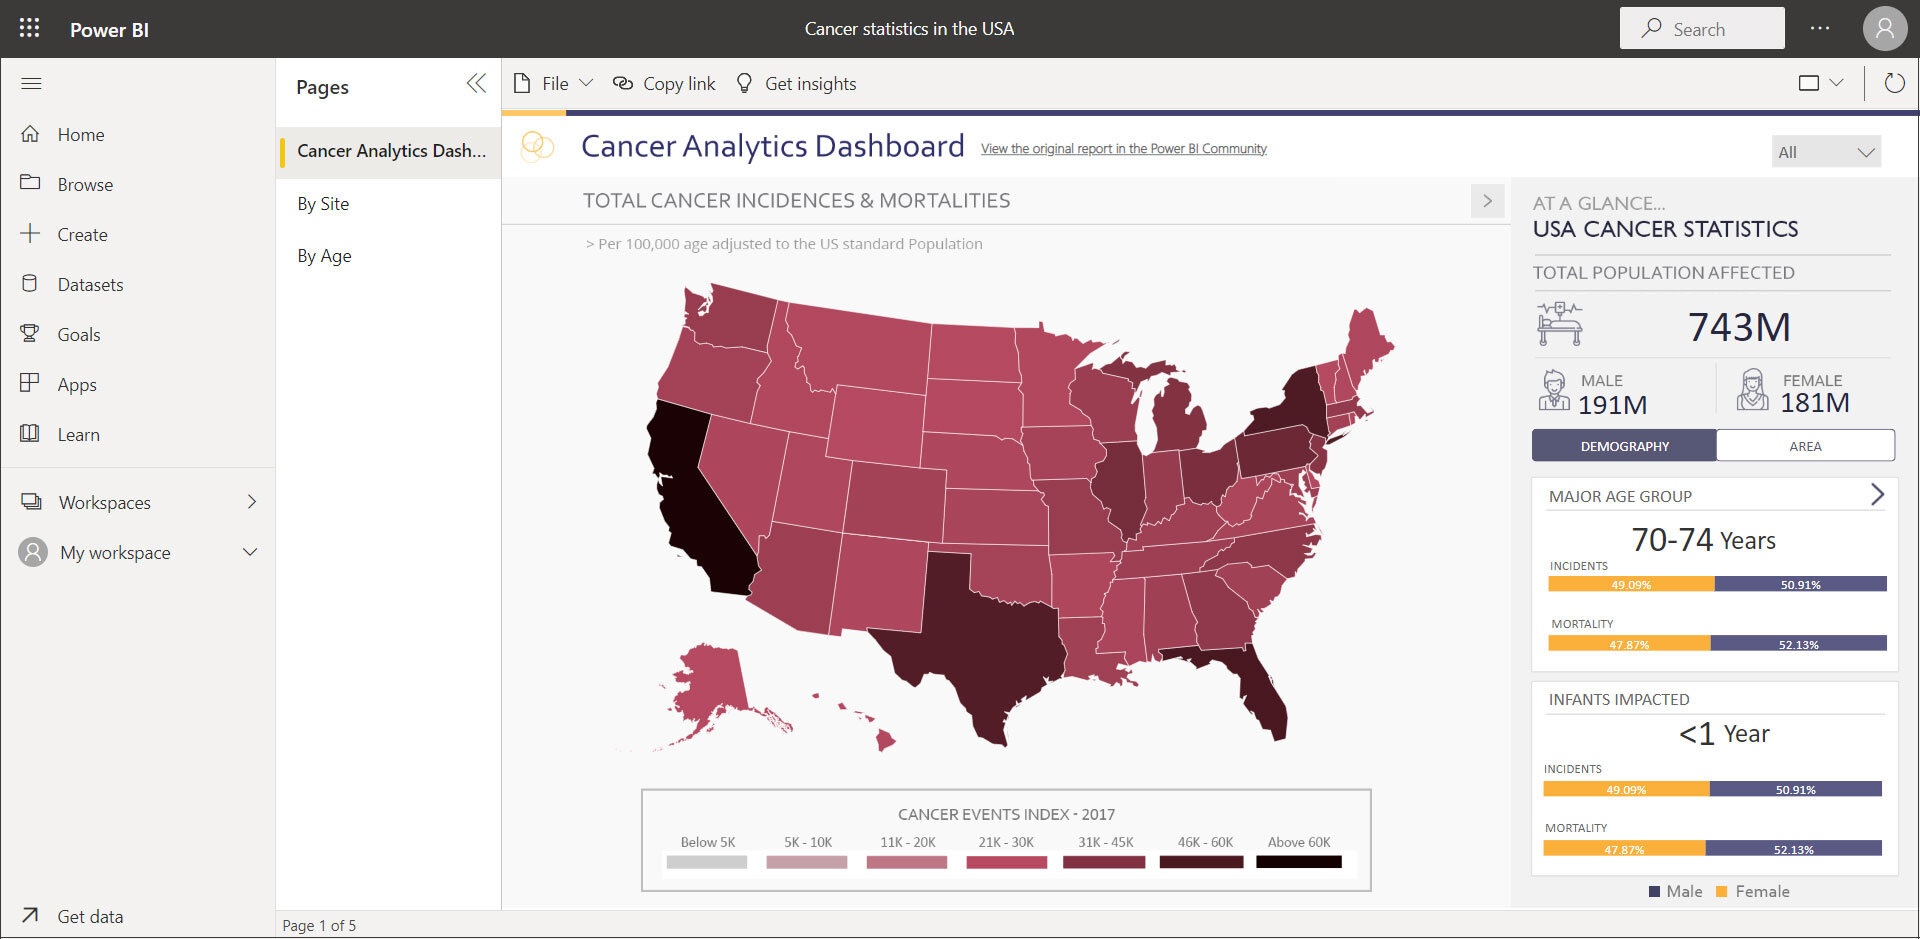 Power BI
Cancer statistics in the USA
Search
Home
Browse
Create
Datasets
Goals
Apps
Learn
Workspaces
My workspace
Get data
Pages
Cancer Analytics Dash...
By Site
By Age
Page 1 of 5
File
Copy link
Get insights
Cancer Analytics Dashboard
View the original report in the Power BI Community
All
TOTAL CANCER INCIDENCES & MORTALITIES
> Per 100,000 age adjusted to the US standard Population
CANCER EVENTS INDEX - 2017
Below 5K 5K - 10K 11K - 20K 21K - 30K 31K - 45K 46K - 60K Above 60K
AT A GLANCE...
USA CANCER STATISTICS
TOTAL POPULATION AFFECTED
743M
MALE
191M
FEMALE
181M
DEMOGRAPHY
AREA
MAJOR AGE GROUP
70-74 Years
INCIDENTS
49.09% 50.91%
MORTALITY
47.87% 52.13%
INFANTS IMPACTED
<1 Year
INCIDENTS
49.09% 50.91%
MORTALITY
47.87% 52.13%
Male Female